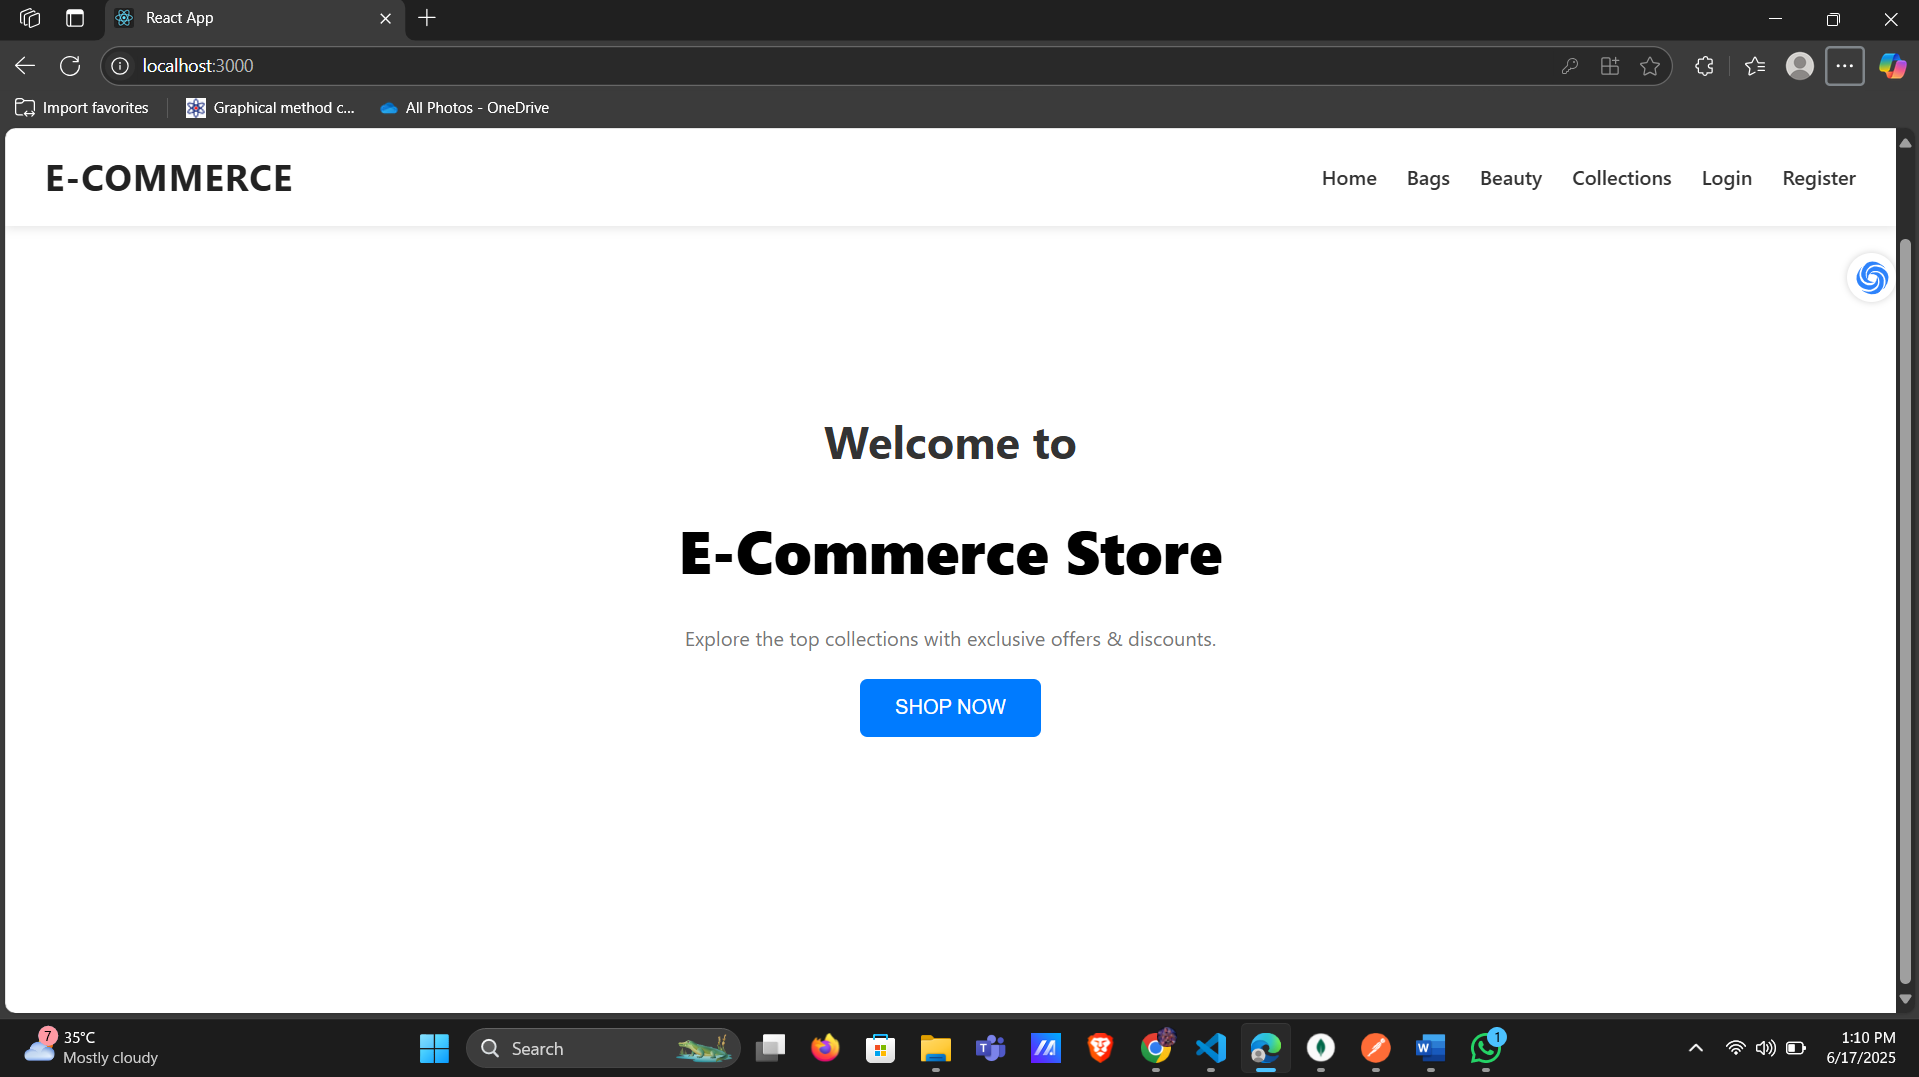 React App
localhost:3000
Import favorites
Graphical method c...
All Photos - OneDrive
E-COMMERCE
Home
Bags
Beauty
Collections
Login
Register
Welcome to
E-Commerce Store
Explore the top collections with exclusive offers & discounts.
SHOP NOW
7
35°C
Mostly cloudy
Search
T
W
1
1:10 PM
6/17/2025